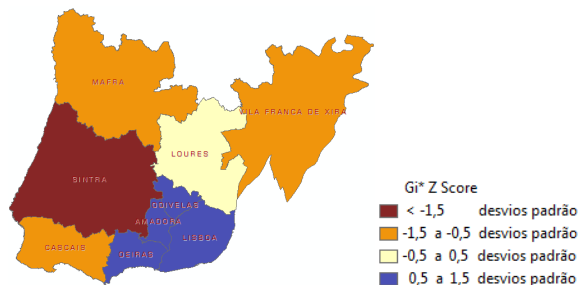 MAFRA
VILA FRANCA DE XIRA
LOURES
SINTRA
ODIVELAS
AMADORA
LISBOA
CASCAIS
OEIRAS
Gi* Z Score
< -1,5 desvios padrão
-1,5 a -0,5 desvios padrão
-0,5 a 0,5 desvios padrão
0,5 a 1,5 desvios padrão